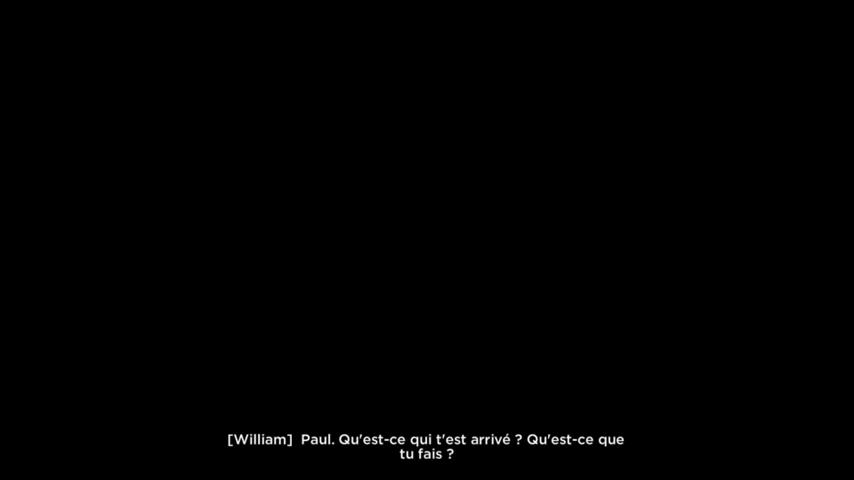 [William]  Paul. Qu'est-ce qui t'est arrivé ? Qu'est-ce que
tu fais ?